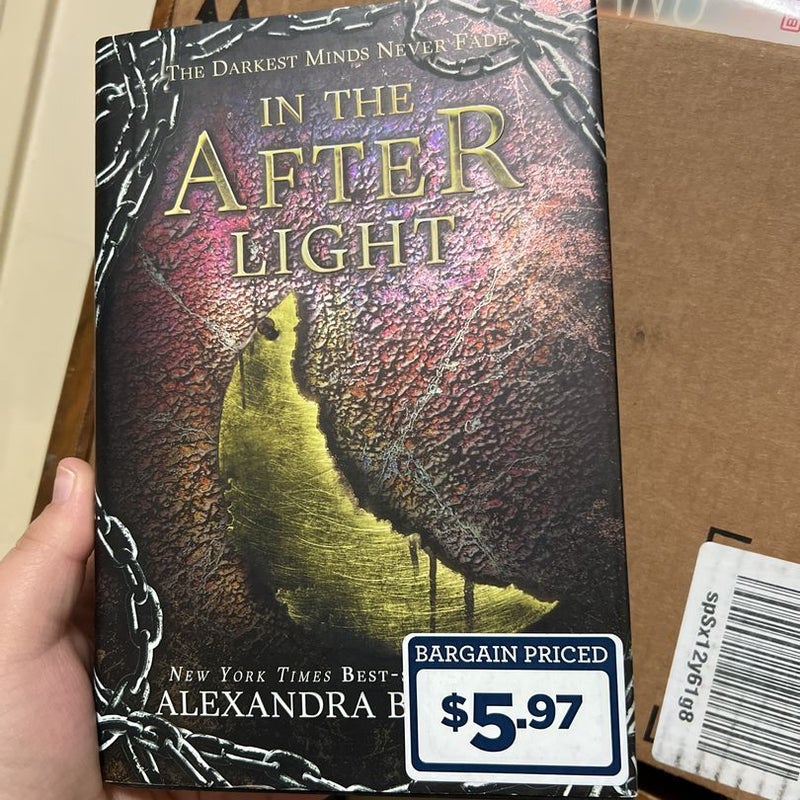 THE DARKEST MINDS NEVER FADE
IN THE
AFTER
LIGHT
NEW YORK TIMES BEST-S
ALEXANDRA B
BARGAIN PRICED
$5.97
spSx12y61g8